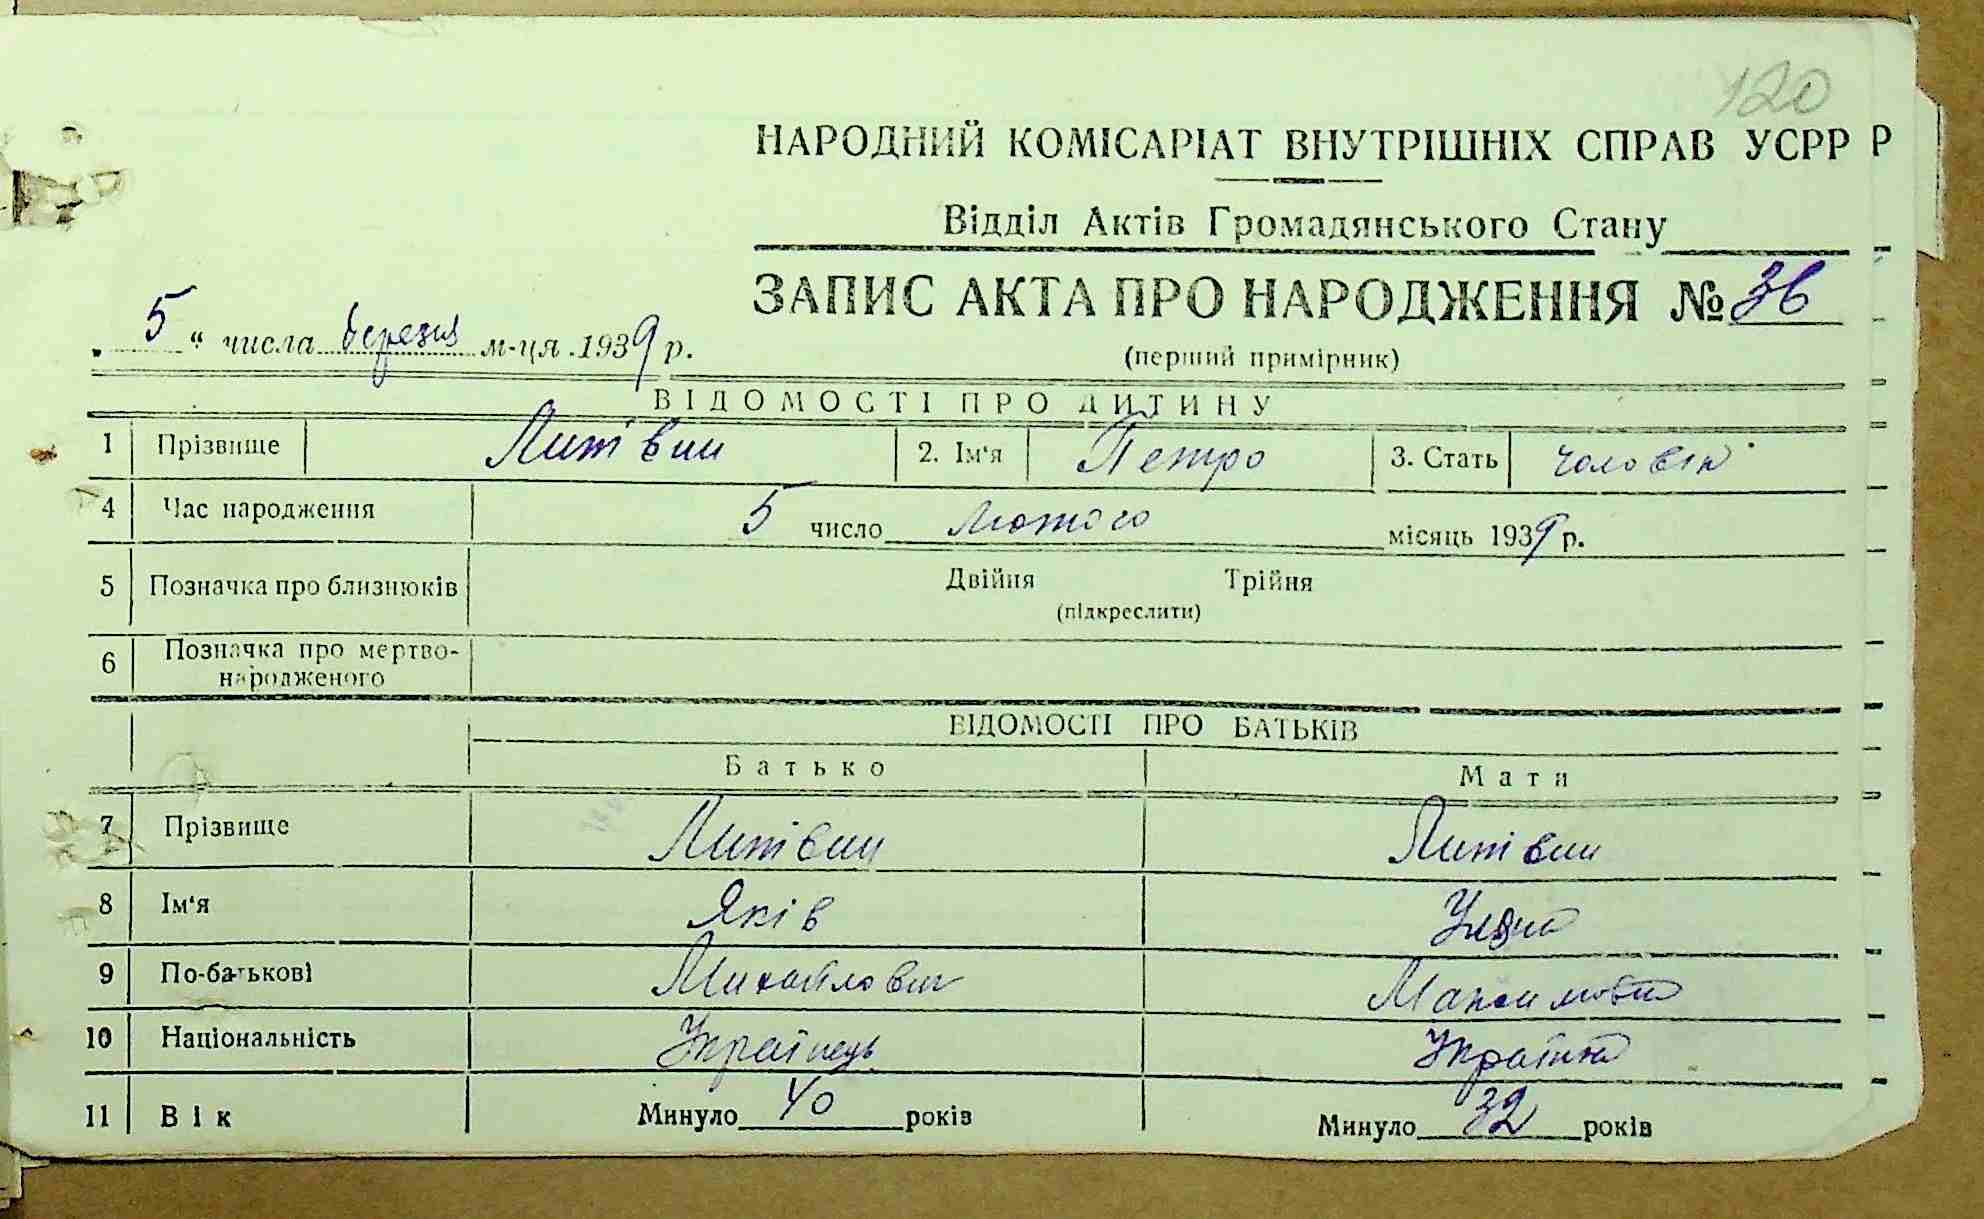 120
НАРОДНИЙ КОМІСАРІАТ ВНУТРІШНІХ СПРАВ УСРР Р
Відділ Актів Громадянського Стану
ЗАПИС АКТА ПРО НАРОДЖЕННЯ № 36
„ 5 “ числа березня м-ця 1939 р.
(перший примірник)
ВІДОМОСТІ ПРО ДИТИНУ
1 Прізвище Литвин 2. Ім'я Петро 3. Стать чоловік
4 Час народження 5 число лютого місяць 1939 р.
5 Позначка про близнюків Двійня Трійня
(підкреслити)
6 Позначка про мертво-
народженого
ВІДОМОСТІ ПРО БАТЬКІВ
Батько Мати
7 Прізвище Литвин Литвин
8 Ім'я Яків Уляна
9 По-батькові Михайлович Максимовна
10 Національність Українець Українка
11 Вік Минуло 40 років Минуло 32 років